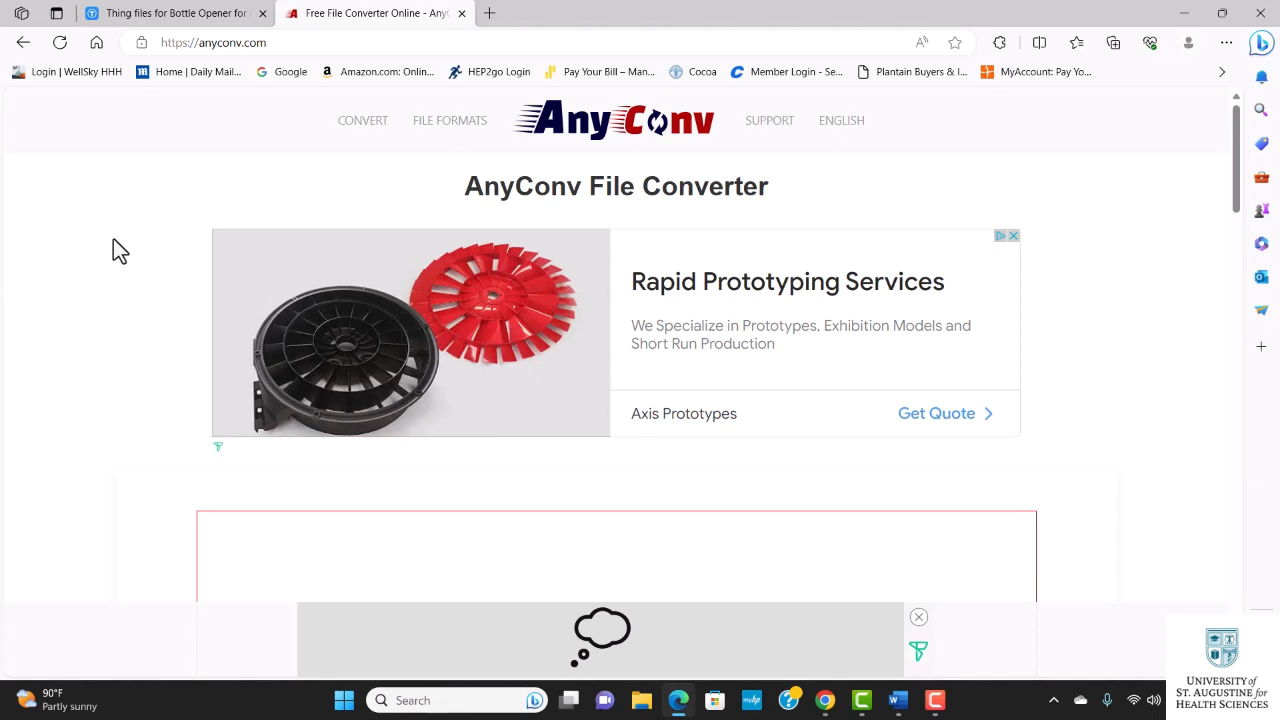 Thing files for Bottle Opener for
Free File Converter Online - AnyC
https://anyconv.com
Login | WellSky HHH
Home | Daily Mail...
Google
Amazon.com: Onlin...
HEP2go Login
Pay Your Bill – Man...
Cocoa
Member Login - Se...
Plantain Buyers & I...
MyAccount: Pay Yo...
CONVERT
FILE FORMATS
AnyConv
SUPPORT
ENGLISH
AnyConv File Converter
Rapid Prototyping Services
We Specialize in Prototypes, Exhibition Models and
Short Run Production
Axis Prototypes
Get Quote
90°F
Partly sunny
Search
UNIVERSITY of
ST. AUGUSTINE for
HEALTH SCIENCES